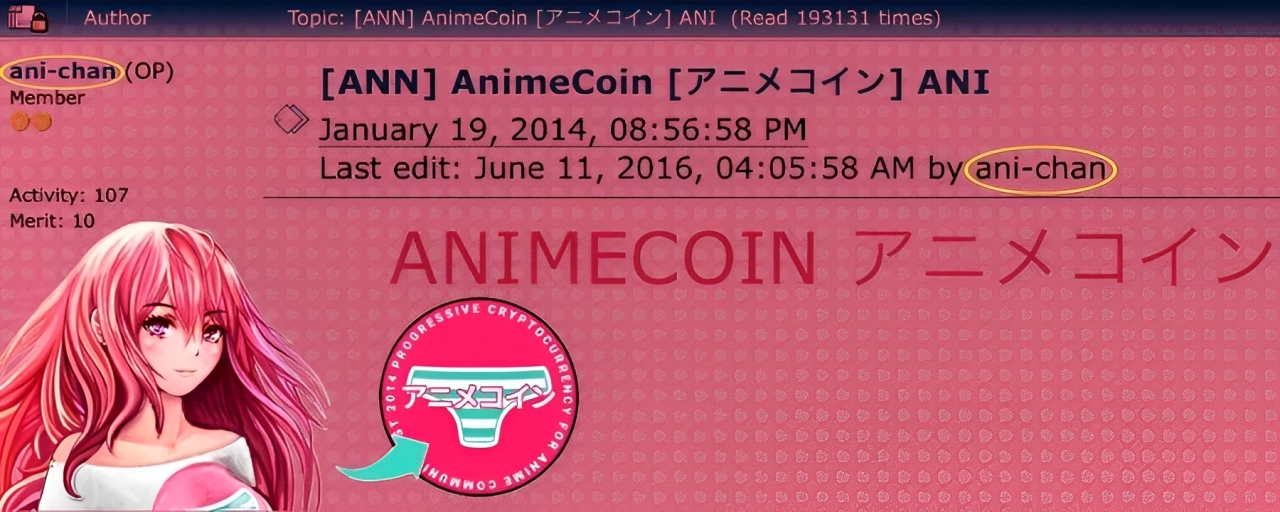 Author
Topic: [ANN] AnimeCoin [アニメコイン] ANI (Read 193131 times)
ani-chan (OP)
Member
Activity: 107
Merit: 10
[ANN] AnimeCoin [アニメコイン] ANI
January 19, 2014, 08:56:58 PM
Last edit: June 11, 2016, 04:05:58 AM by ani-chan
ANIMECOIN アニメコイン
PROGRESSIVE CRYPTOCURRENCY FOR ANIME COMMUNI
ST 2014
アニメコイン